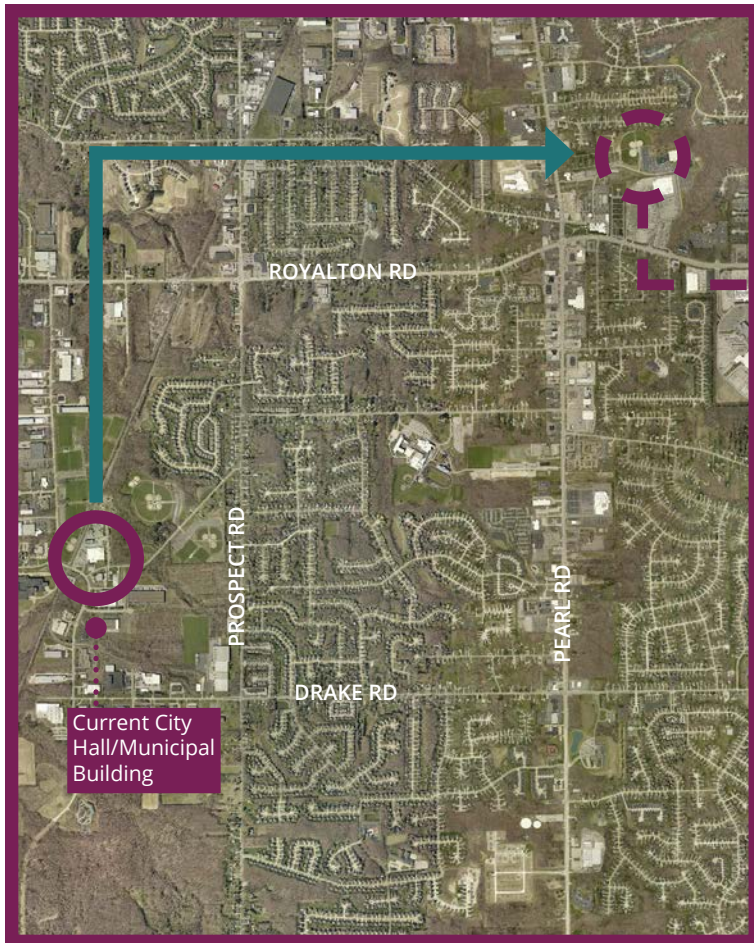 ROYALTON RD
PROSPECT RD
PEARL RD
DRAKE RD
Current City
Hall/Municipal
Building